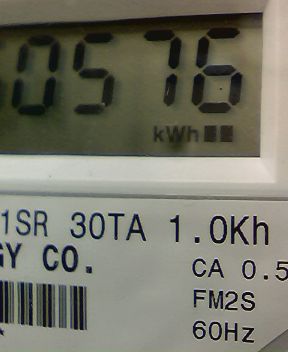 0576
kWh
1SR 30TA 1.0Kh
GY CO.
CA 0.5
FM2S
60Hz